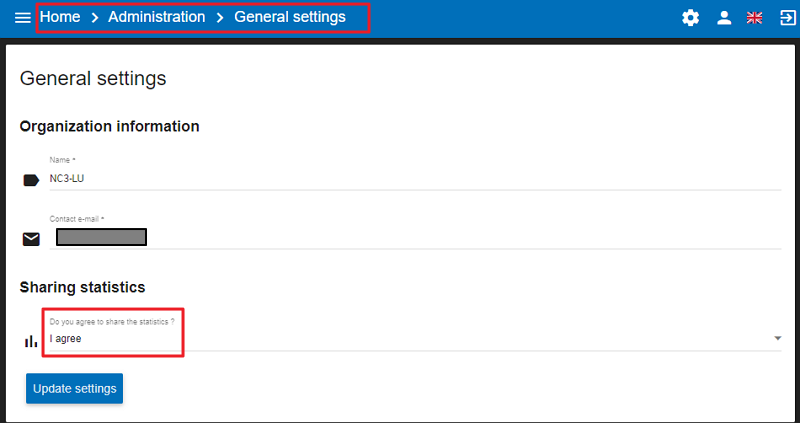 Home > Administration > General settings
General settings
Organization information
Name *
NC3-LU
Contact e-mail *
Sharing statistics
Do you agree to share the statistics ?
I agree
Update settings